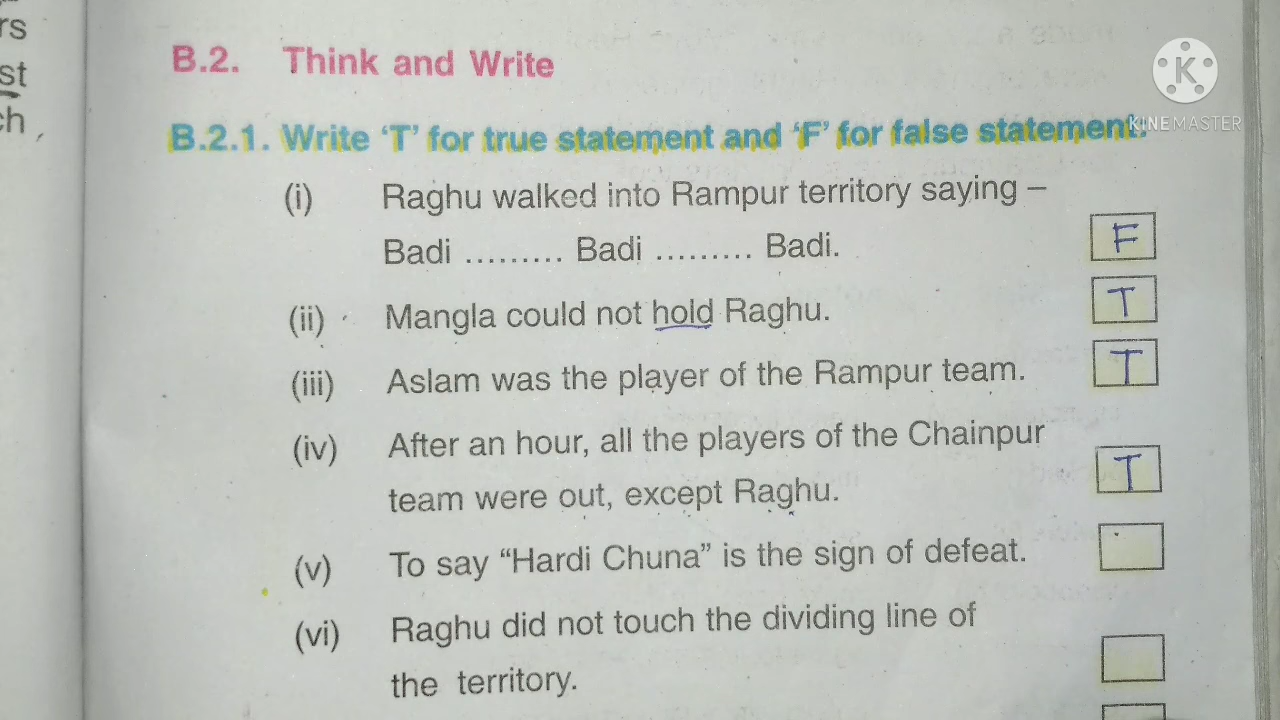 rs
st
ch,
B.2. Think and Write
B.2.1. Write ‘T’ for true statement and ‘F’ for false statement.
KINEMASTER
(i) Raghu walked into Rampur territory saying –
Badi ......... Badi ......... Badi. F
(ii) Mangla could not hold Raghu. T
(iii) Aslam was the player of the Rampur team. T
(iv) After an hour, all the players of the Chainpur
team were out, except Raghu. T
(v) To say “Hardi Chuna” is the sign of defeat.
(vi) Raghu did not touch the dividing line of
the territory.